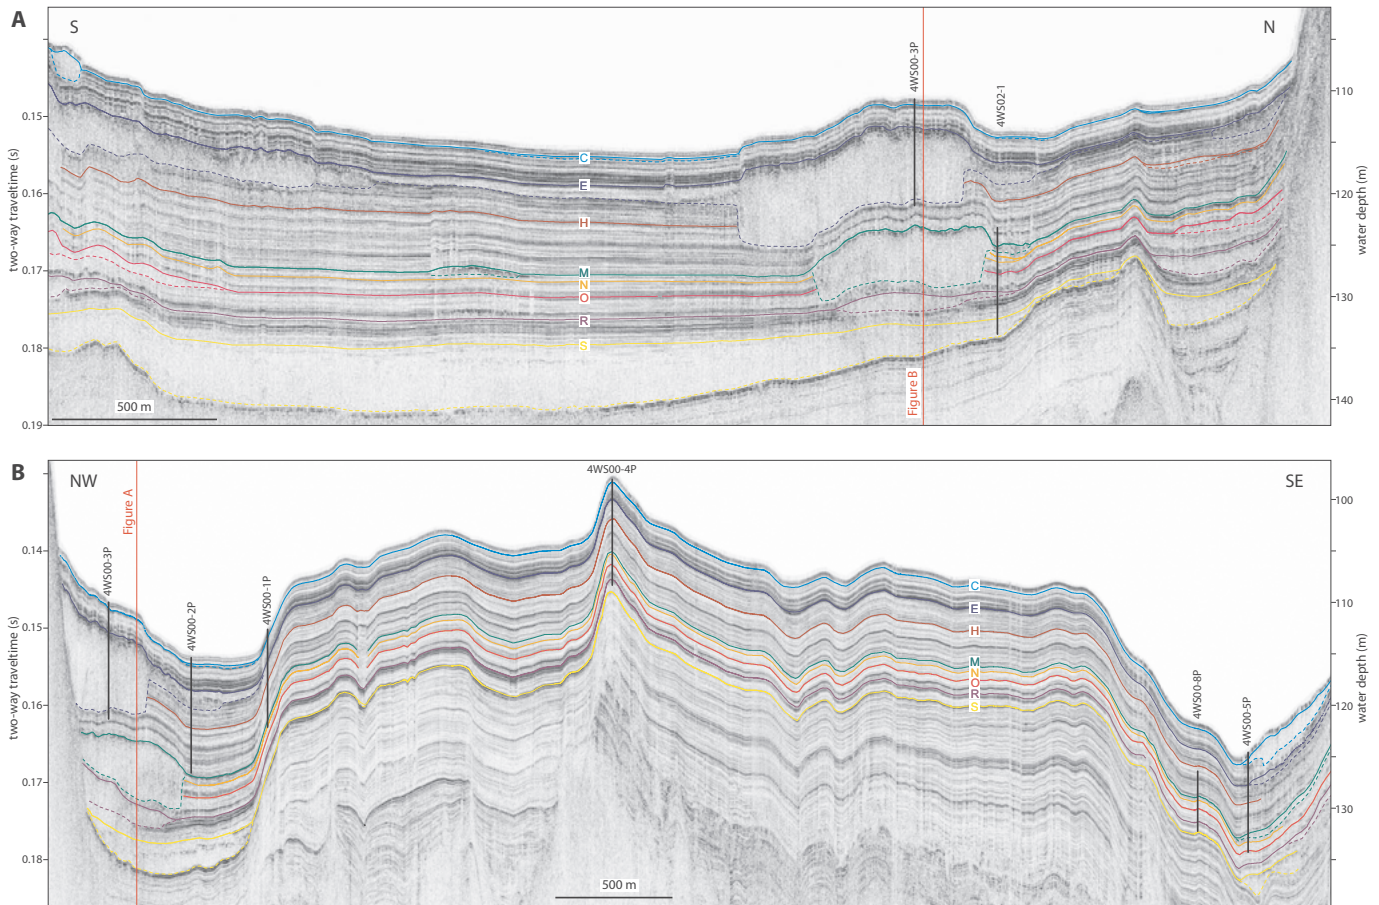 A
S
N
4WS00-3P
4WS02-1
0.15
0.16
0.17
0.18
0.19
two-way traveltime (s)
110
120
130
140
water depth (m)
C
E
H
M
N
O
R
S
500 m
Figure B
B
NW
SE
Figure A
4WS00-3P
4WS00-2P
4WS00-1P
4WS00-4P
4WS00-8P
4WS00-5P
0.14
0.15
0.16
0.17
0.18
two-way traveltime (s)
100
110
120
130
water depth (m)
C
E
H
M
N
O
R
S
500 m